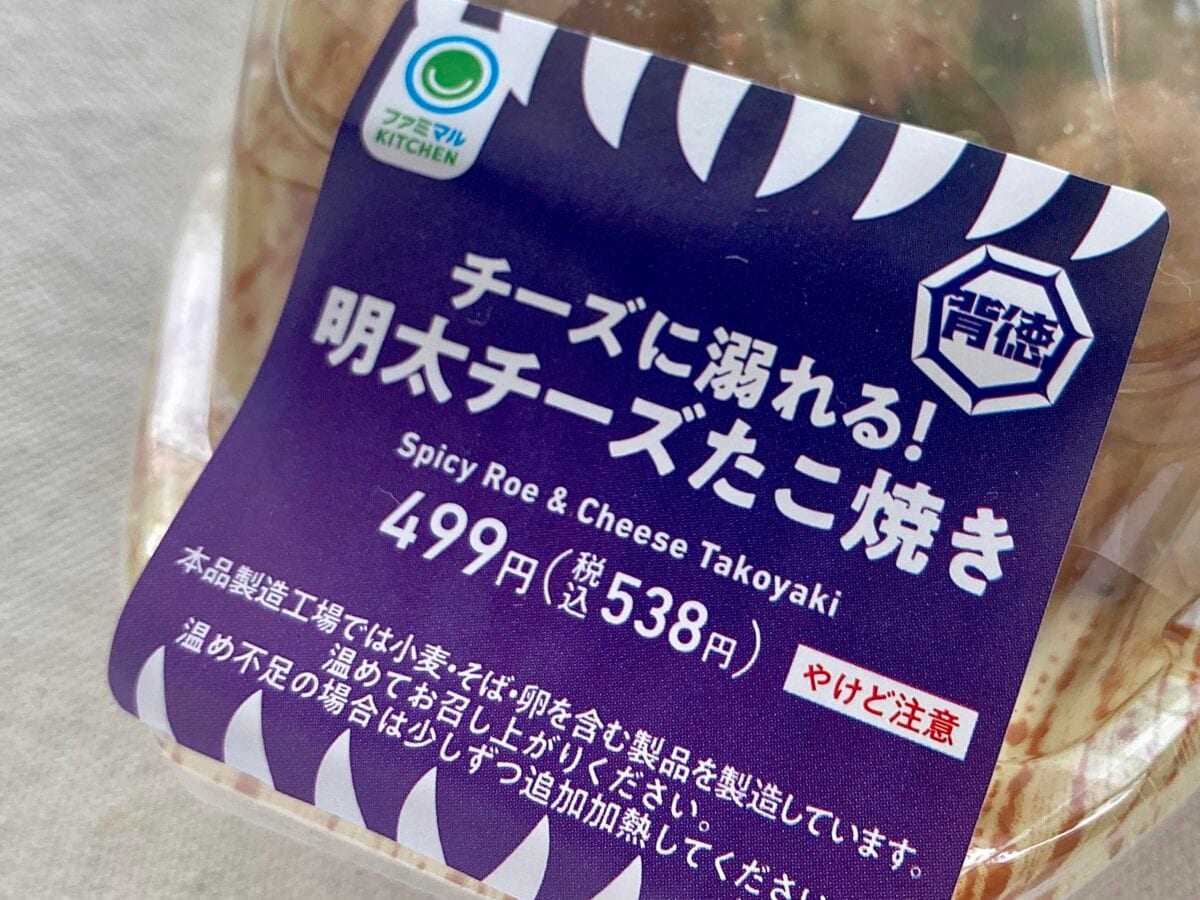 ファミマル
KITCHEN
背徳
チーズに溺れる!
明太チーズたこ焼き
Spicy Roe & Cheese Takoyaki
499円(税込538円)
やけど注意
本品製造工場では小麦・そば・卵を含む製品を製造しています。
温めてお召し上がりください。
温め不足の場合は少しずつ追加加熱してください